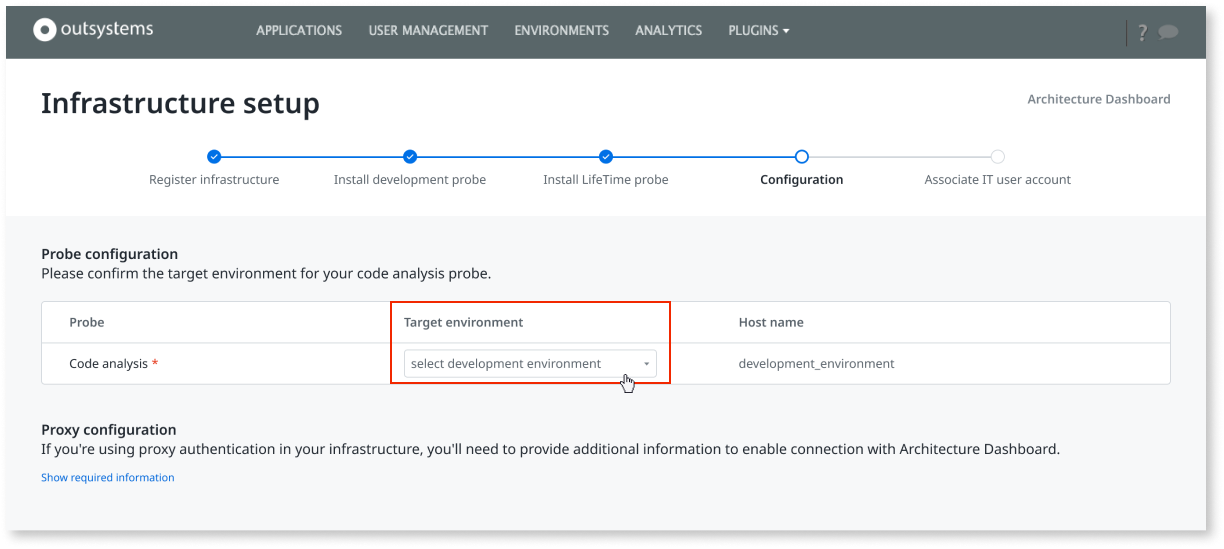 outsystems APPLICATIONS USER MANAGEMENT ENVIRONMENTS ANALYTICS PLUGINS ?
Infrastructure setup
Architecture Dashboard
Register infrastructure Install development probe Install LifeTime probe Configuration Associate IT user account
Probe configuration
Please confirm the target environment for your code analysis probe.
Probe Target environment Host name
Code analysis * select development environment development_environment
Proxy configuration
If you're using proxy authentication in your infrastructure, you'll need to provide additional information to enable connection with Architecture Dashboard.
Show required information